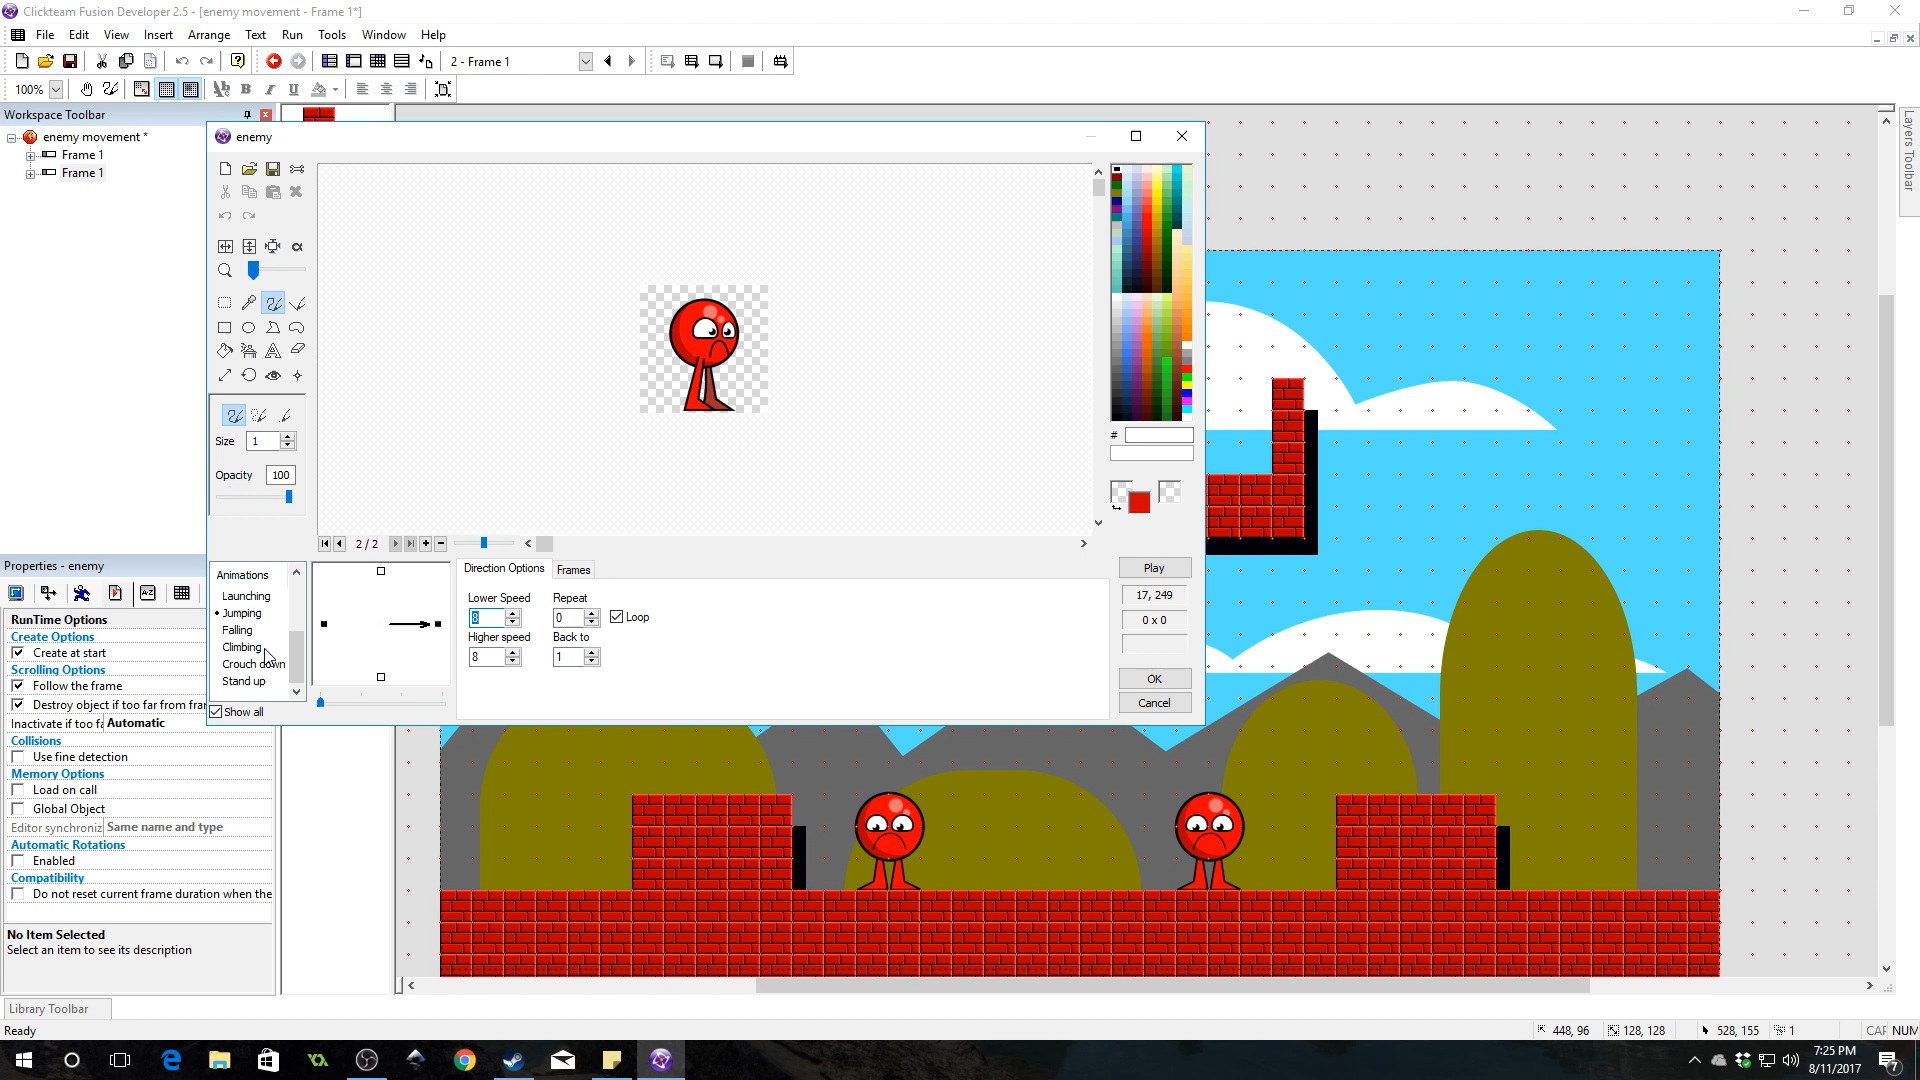 Clickteam Fusion Developer 2.5 - [enemy movement - Frame 1*]
File Edit View Insert Arrange Text Run Tools Window Help
2 - Frame 1
100%
Workspace Toolbar
enemy movement *
Frame 1
Frame 1
enemy
Layers Toolbar
Size 1
Opacity 100
#
2 / 2
Animations
Launching
Jumping
Falling
Climbing
Crouch down
Stand up
Show all
Direction Options Frames
Lower Speed Repeat
8 0 Loop
Higher speed Back to
8 1
Play
17, 249
0 x 0
OK
Cancel
Properties - enemy
RunTime Options
Create Options
Create at start
Scrolling Options
Follow the frame
Destroy object if too far from frar
Inactivate if too fa Automatic
Collisions
Use fine detection
Memory Options
Load on call
Global Object
Editor synchroniz Same name and type
Automatic Rotations
Enabled
Compatibility
Do not reset current frame duration when the
No Item Selected
Select an item to see its description
Library Toolbar
Ready
448, 96 128, 128 528, 155 1 CAF NUM
7:25 PM
8/11/2017
7